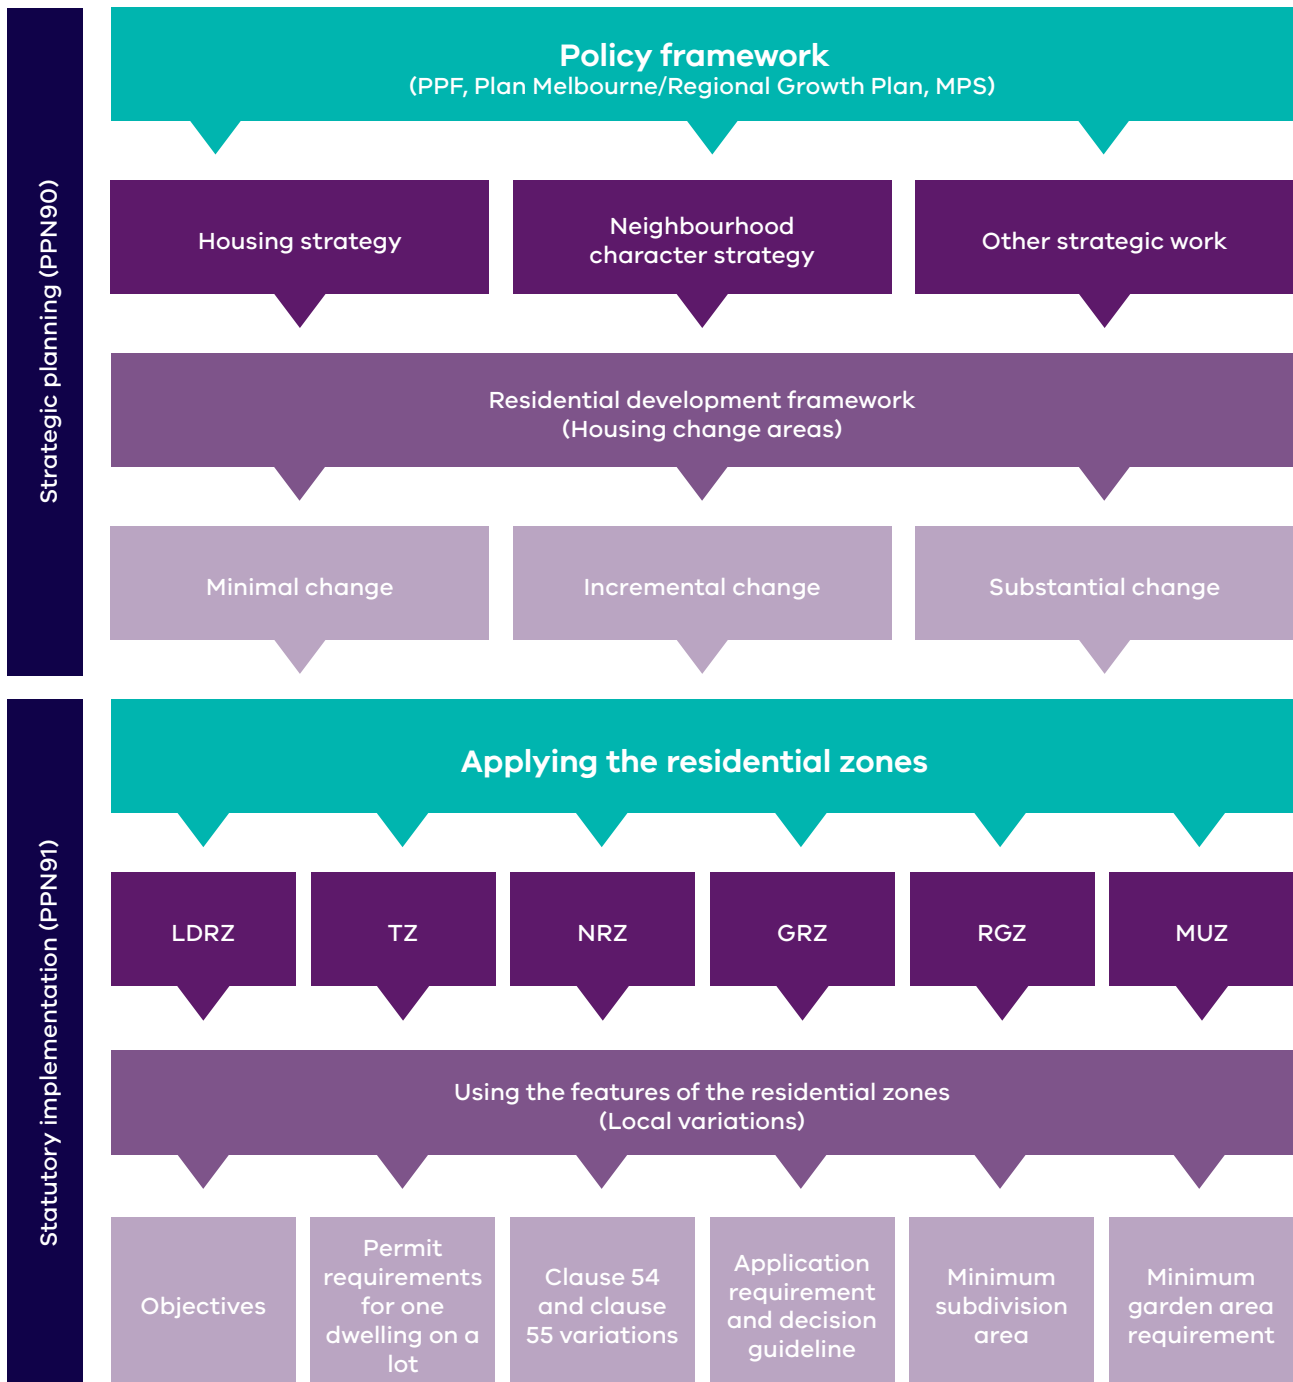 Strategic planning (PPN90)
Policy framework
(PPF, Plan Melbourne/Regional Growth Plan, MPS)
Housing strategy
Neighbourhood
character strategy
Other strategic work
Residential development framework
(Housing change areas)
Minimal change
Incremental change
Substantial change
Statutory implementation (PPN91)
Applying the residential zones
LDRZ
TZ
NRZ
GRZ
RGZ
MUZ
Using the features of the residential zones
(Local variations)
Objectives
Permit
requirements
for one
dwelling on a
lot
Clause 54
and clause
55 variations
Application
requirement
and decision
guideline
Minimum
subdivision
area
Minimum
garden area
requirement